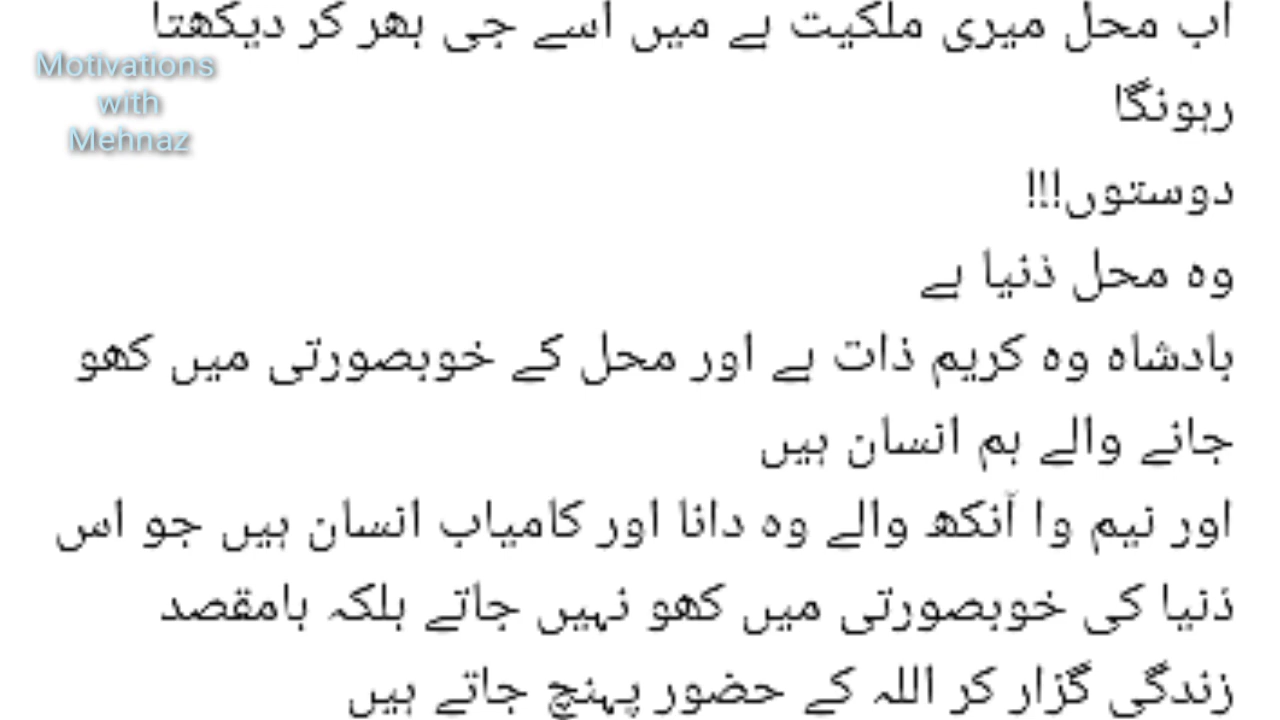 اب محل میری ملکیت ہے میں اسے جی بھر کر دیکھتا
رہونگا
دوستوں!!!
وہ محل ذنیا ہے
بادشاہ وہ کریم ذات ہے اور محل کے خوبصورتی میں کھو
جانے والے ہم انسان ہیں
اور نیم وا آنکھ والے وہ دانا اور کامیاب انسان ہیں جو اس
ذنیا کی خوبصورتی میں کھو نہیں جاتے بلکہ بامقصد
زندگی گزار کر اللہ کے حضور پہنچ جاتے ہیں
Motivations
with
Mehnaz